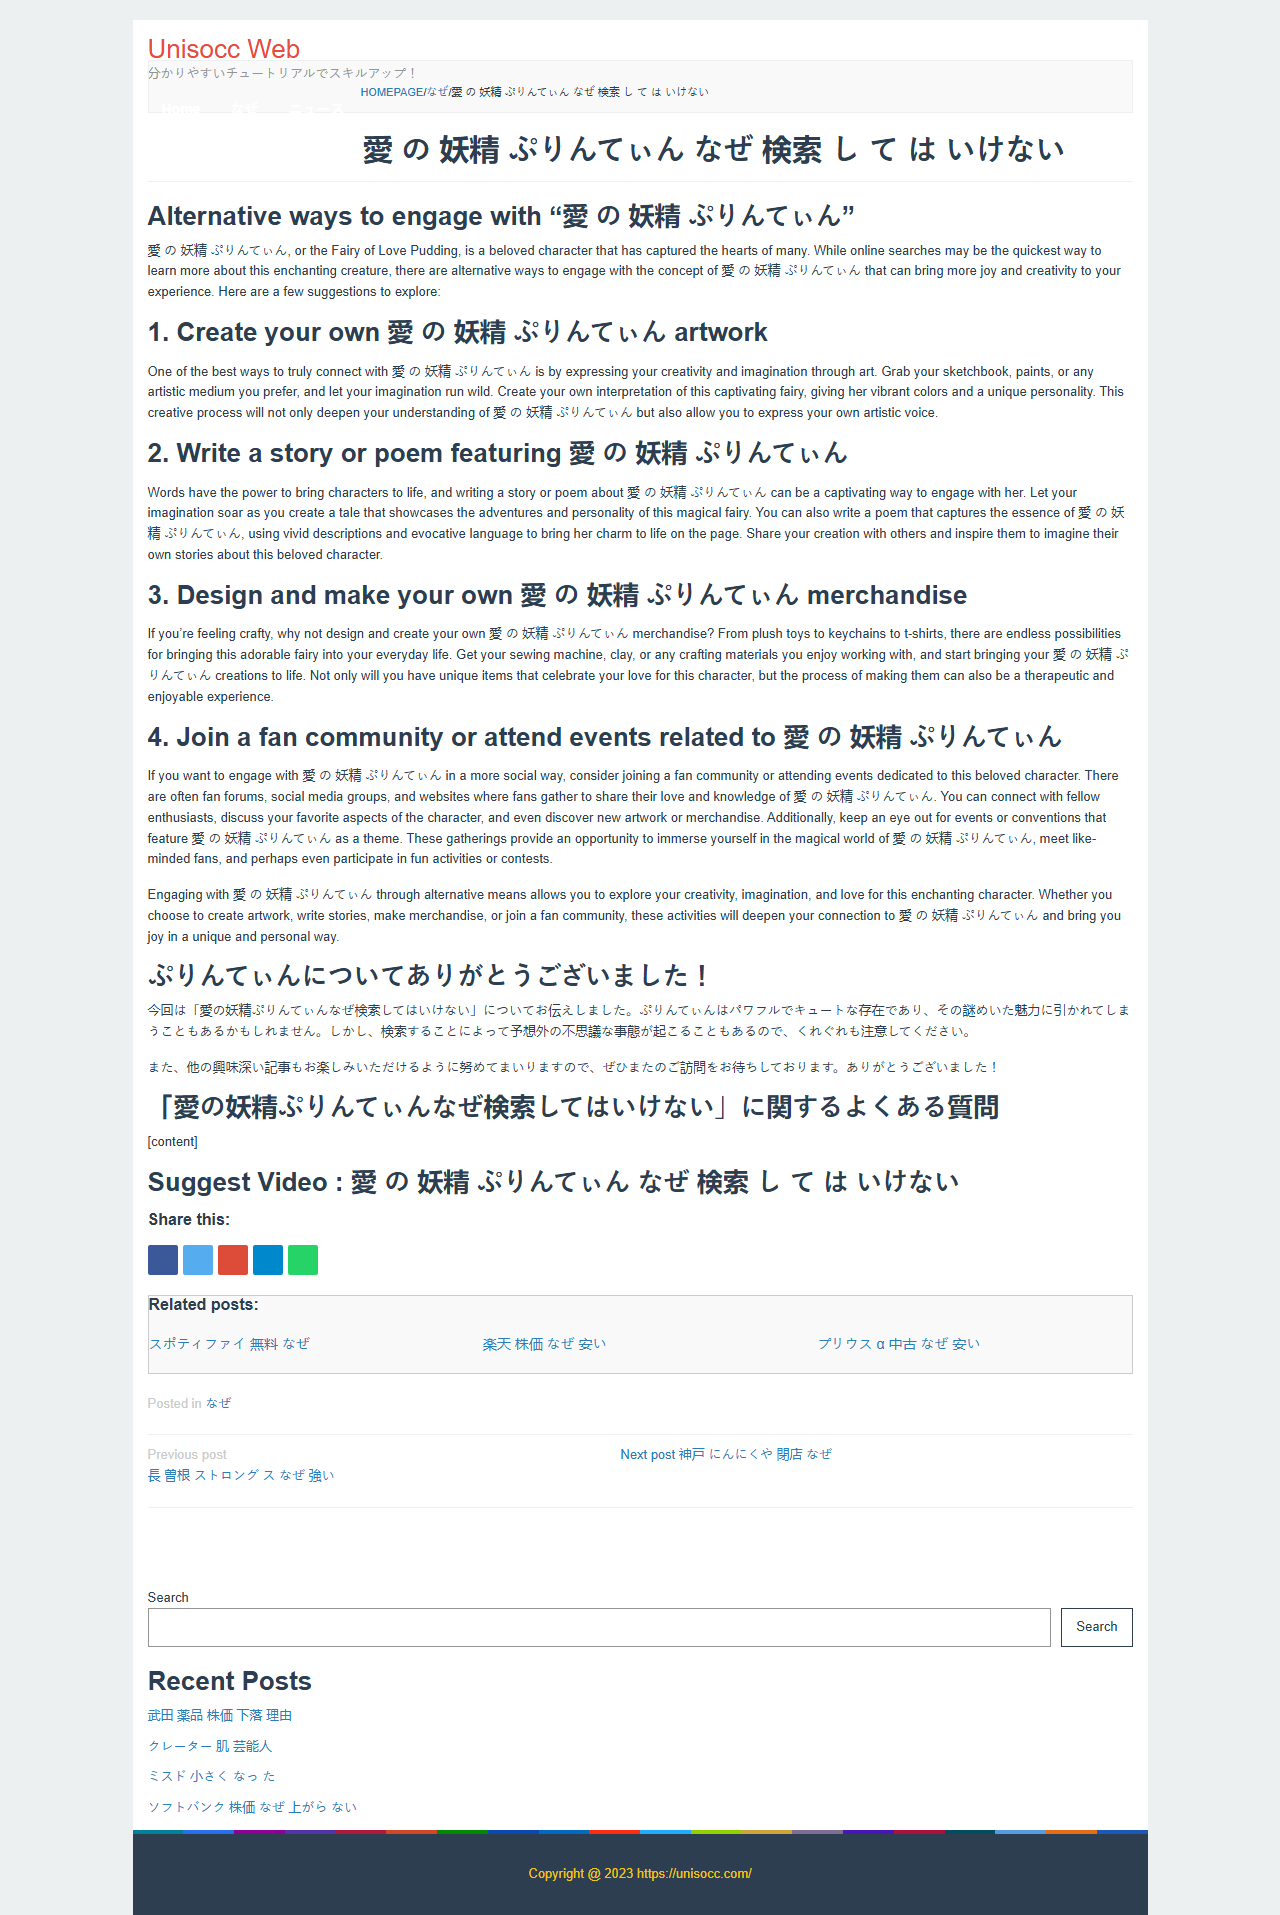 Unisocc Web
分かりやすいチュートリアルでスキルアップ！
HOMEPAGE/なぜ/愛 の 妖精 ぷりんてぃん なぜ 検索 し て は いけない
Home なぜ ニュース
愛 の 妖精 ぷりんてぃん なぜ 検索 し て は いけない
Alternative ways to engage with “愛 の 妖精 ぷりんてぃん”
愛 の 妖精 ぷりんてぃん, or the Fairy of Love Pudding, is a beloved character that has captured the hearts of many. While online searches may be the quickest way to
learn more about this enchanting creature, there are alternative ways to engage with the concept of 愛 の 妖精 ぷりんてぃん that can bring more joy and creativity to your
experience. Here are a few suggestions to explore:
1. Create your own 愛 の 妖精 ぷりんてぃん artwork
One of the best ways to truly connect with 愛 の 妖精 ぷりんてぃん is by expressing your creativity and imagination through art. Grab your sketchbook, paints, or any
artistic medium you prefer, and let your imagination run wild. Create your own interpretation of this captivating fairy, giving her vibrant colors and a unique personality. This
creative process will not only deepen your understanding of 愛 の 妖精 ぷりんてぃん but also allow you to express your own artistic voice.
2. Write a story or poem featuring 愛 の 妖精 ぷりんてぃん
Words have the power to bring characters to life, and writing a story or poem about 愛 の 妖精 ぷりんてぃん can be a captivating way to engage with her. Let your
imagination soar as you create a tale that showcases the adventures and personality of this magical fairy. You can also write a poem that captures the essence of 愛 の 妖
精 ぷりんてぃん, using vivid descriptions and evocative language to bring her charm to life on the page. Share your creation with others and inspire them to imagine their
own stories about this beloved character.
3. Design and make your own 愛 の 妖精 ぷりんてぃん merchandise
If you’re feeling crafty, why not design and create your own 愛 の 妖精 ぷりんてぃん merchandise? From plush toys to keychains to t-shirts, there are endless possibilities
for bringing this adorable fairy into your everyday life. Get your sewing machine, clay, or any crafting materials you enjoy working with, and start bringing your 愛 の 妖精 ぷ
りんてぃん creations to life. Not only will you have unique items that celebrate your love for this character, but the process of making them can also be a therapeutic and
enjoyable experience.
4. Join a fan community or attend events related to 愛 の 妖精 ぷりんてぃん
If you want to engage with 愛 の 妖精 ぷりんてぃん in a more social way, consider joining a fan community or attending events dedicated to this beloved character. There
are often fan forums, social media groups, and websites where fans gather to share their love and knowledge of 愛 の 妖精 ぷりんてぃん. You can connect with fellow
enthusiasts, discuss your favorite aspects of the character, and even discover new artwork or merchandise. Additionally, keep an eye out for events or conventions that
feature 愛 の 妖精 ぷりんてぃん as a theme. These gatherings provide an opportunity to immerse yourself in the magical world of 愛 の 妖精 ぷりんてぃん, meet like-
minded fans, and perhaps even participate in fun activities or contests.
Engaging with 愛 の 妖精 ぷりんてぃん through alternative means allows you to explore your creativity, imagination, and love for this enchanting character. Whether you
choose to create artwork, write stories, make merchandise, or join a fan community, these activities will deepen your connection to 愛 の 妖精 ぷりんてぃん and bring you
joy in a unique and personal way.
ぷりんてぃんについてありがとうございました！
今回は「愛の妖精ぷりんてぃんなぜ検索してはいけない」についてお伝えしました。ぷりんてぃんはパワフルでキュートな存在であり、その謎めいた魅力に引かれてしま
うこともあるかもしれません。しかし、検索することによって予想外の不思議な事態が起こることもあるので、くれぐれも注意してください。
また、他の興味深い記事もお楽しみいただけるように努めてまいりますので、ぜひまたのご訪問をお待ちしております。ありがとうございました！
「愛の妖精ぷりんてぃんなぜ検索してはいけない」に関するよくある質問
[content]
Suggest Video : 愛 の 妖精 ぷりんてぃん なぜ 検索 し て は いけない
Share this:
Related posts:
スポティファイ 無料 なぜ
楽天 株価 なぜ 安い
プリウス α 中古 なぜ 安い
Posted in なぜ
Previous post
長 曽根 ストロング ス なぜ 強い
Next post 神戸 にんにくや 閉店 なぜ
Search
Search
Recent Posts
武田 薬品 株価 下落 理由
クレーター 肌 芸能人
ミスド 小さく なっ た
ソフトバンク 株価 なぜ 上がら ない
Copyright @ 2023 https://unisocc.com/